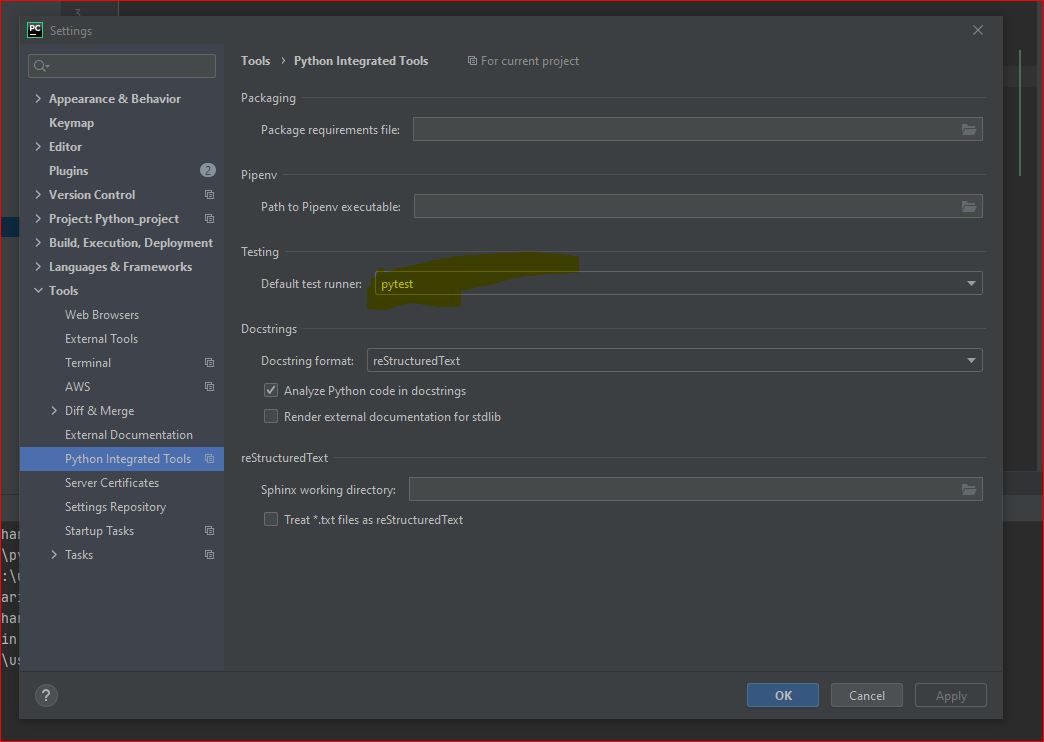 3
PC Settings
Tools › Python Integrated Tools For current project
Appearance & Behavior
Keymap
Editor
Plugins 2
Version Control
Project: Python_project
Build, Execution, Deployment
Languages & Frameworks
Tools
Web Browsers
External Tools
Terminal
AWS
Diff & Merge
External Documentation
Python Integrated Tools
Server Certificates
Settings Repository
Startup Tasks
Tasks
Packaging
Package requirements file:
Pipenv
Path to Pipenv executable:
Testing
Default test runner: pytest
Docstrings
Docstring format: reStructuredText
Analyze Python code in docstrings
Render external documentation for stdlib
reStructuredText
Sphinx working directory:
Treat *.txt files as reStructuredText
? OK Cancel Apply